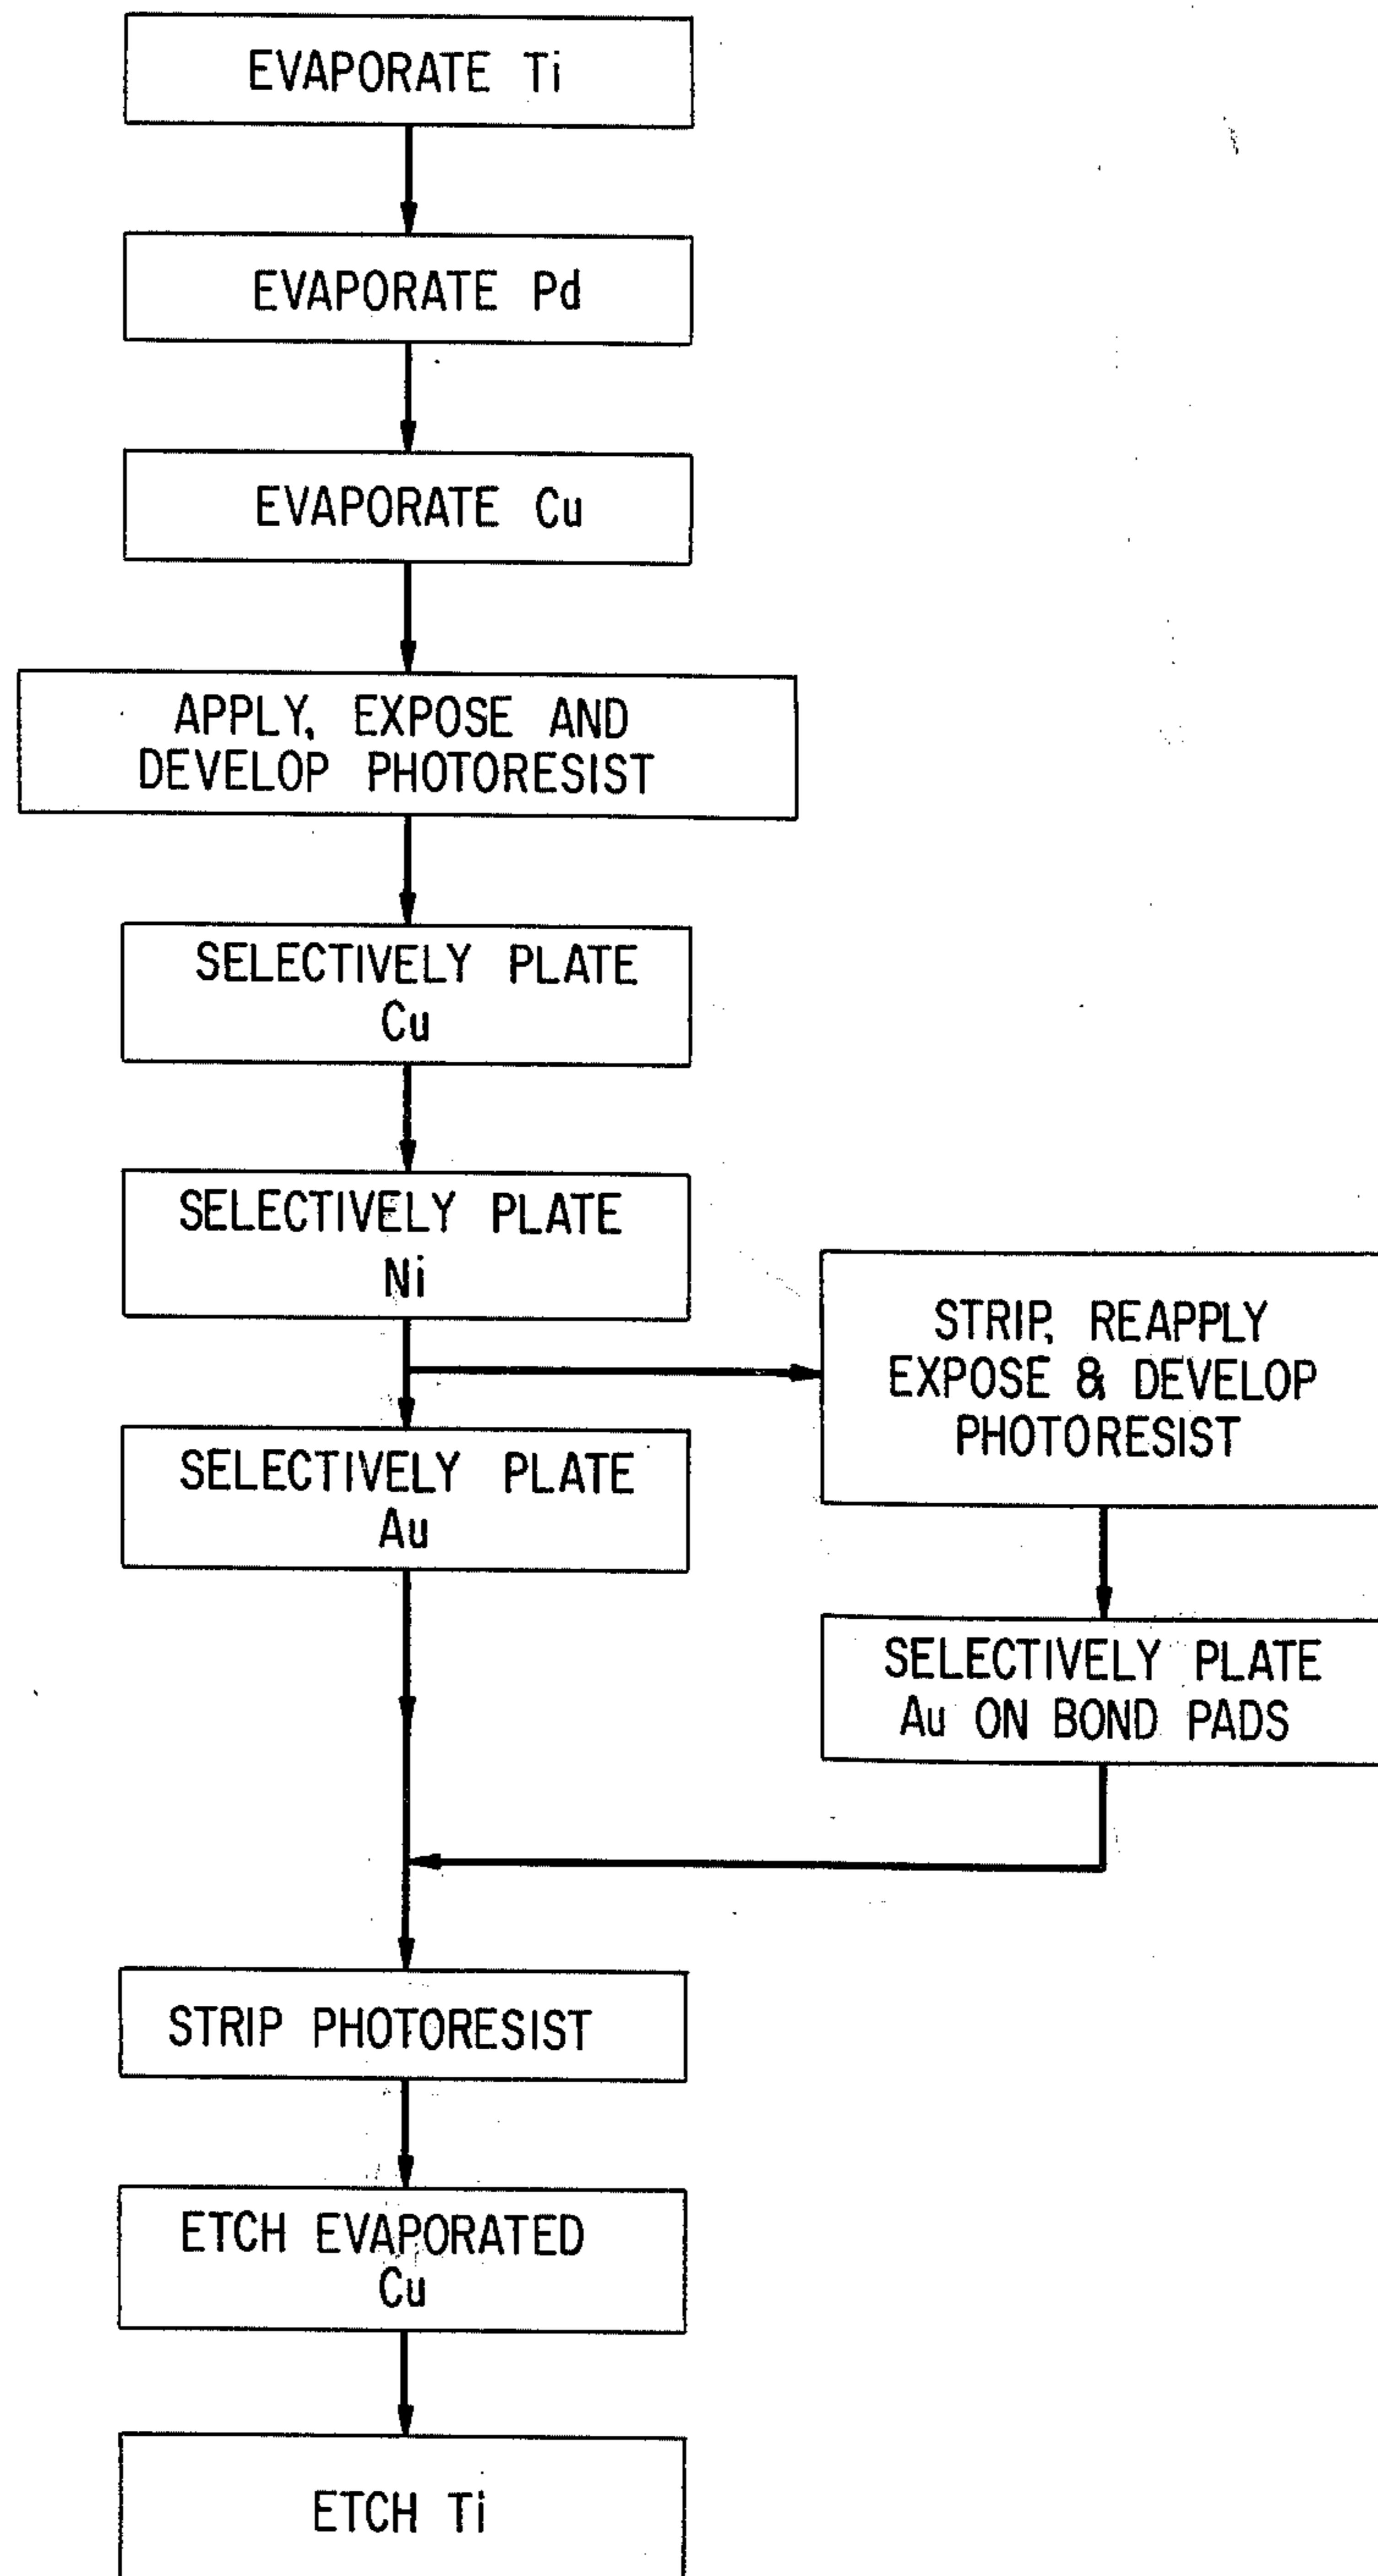 EVAPORATE Ti
EVAPORATE Pd
EVAPORATE Cu
APPLY, EXPOSE AND
DEVELOP PHOTORESIST
SELECTIVELY PLATE
Cu
SELECTIVELY PLATE
Ni
STRIP, REAPPLY
EXPOSE & DEVELOP
PHOTORESIST
SELECTIVELY PLATE
Au
SELECTIVELY PLATE
Au ON BOND PADS
STRIP PHOTORESIST
ETCH EVAPORATED
Cu
ETCH Ti